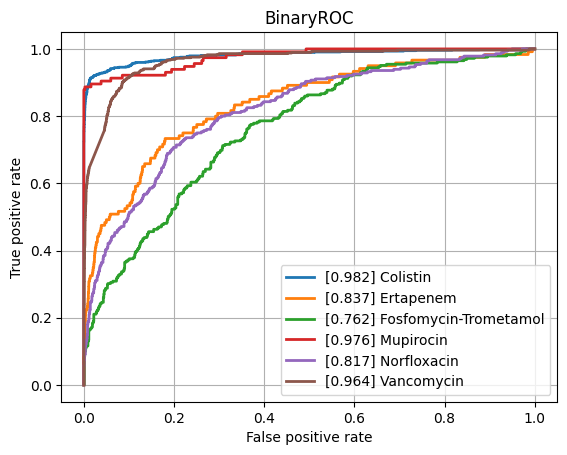 BinaryROC
True positive rate
1.0
0.8
0.6
0.4
0.2
0.0
[0.982] Colistin
[0.837] Ertapenem
[0.762] Fosfomycin-Trometamol
[0.976] Mupirocin
[0.817] Norfloxacin
[0.964] Vancomycin
0.0 0.2 0.4 0.6 0.8 1.0
False positive rate